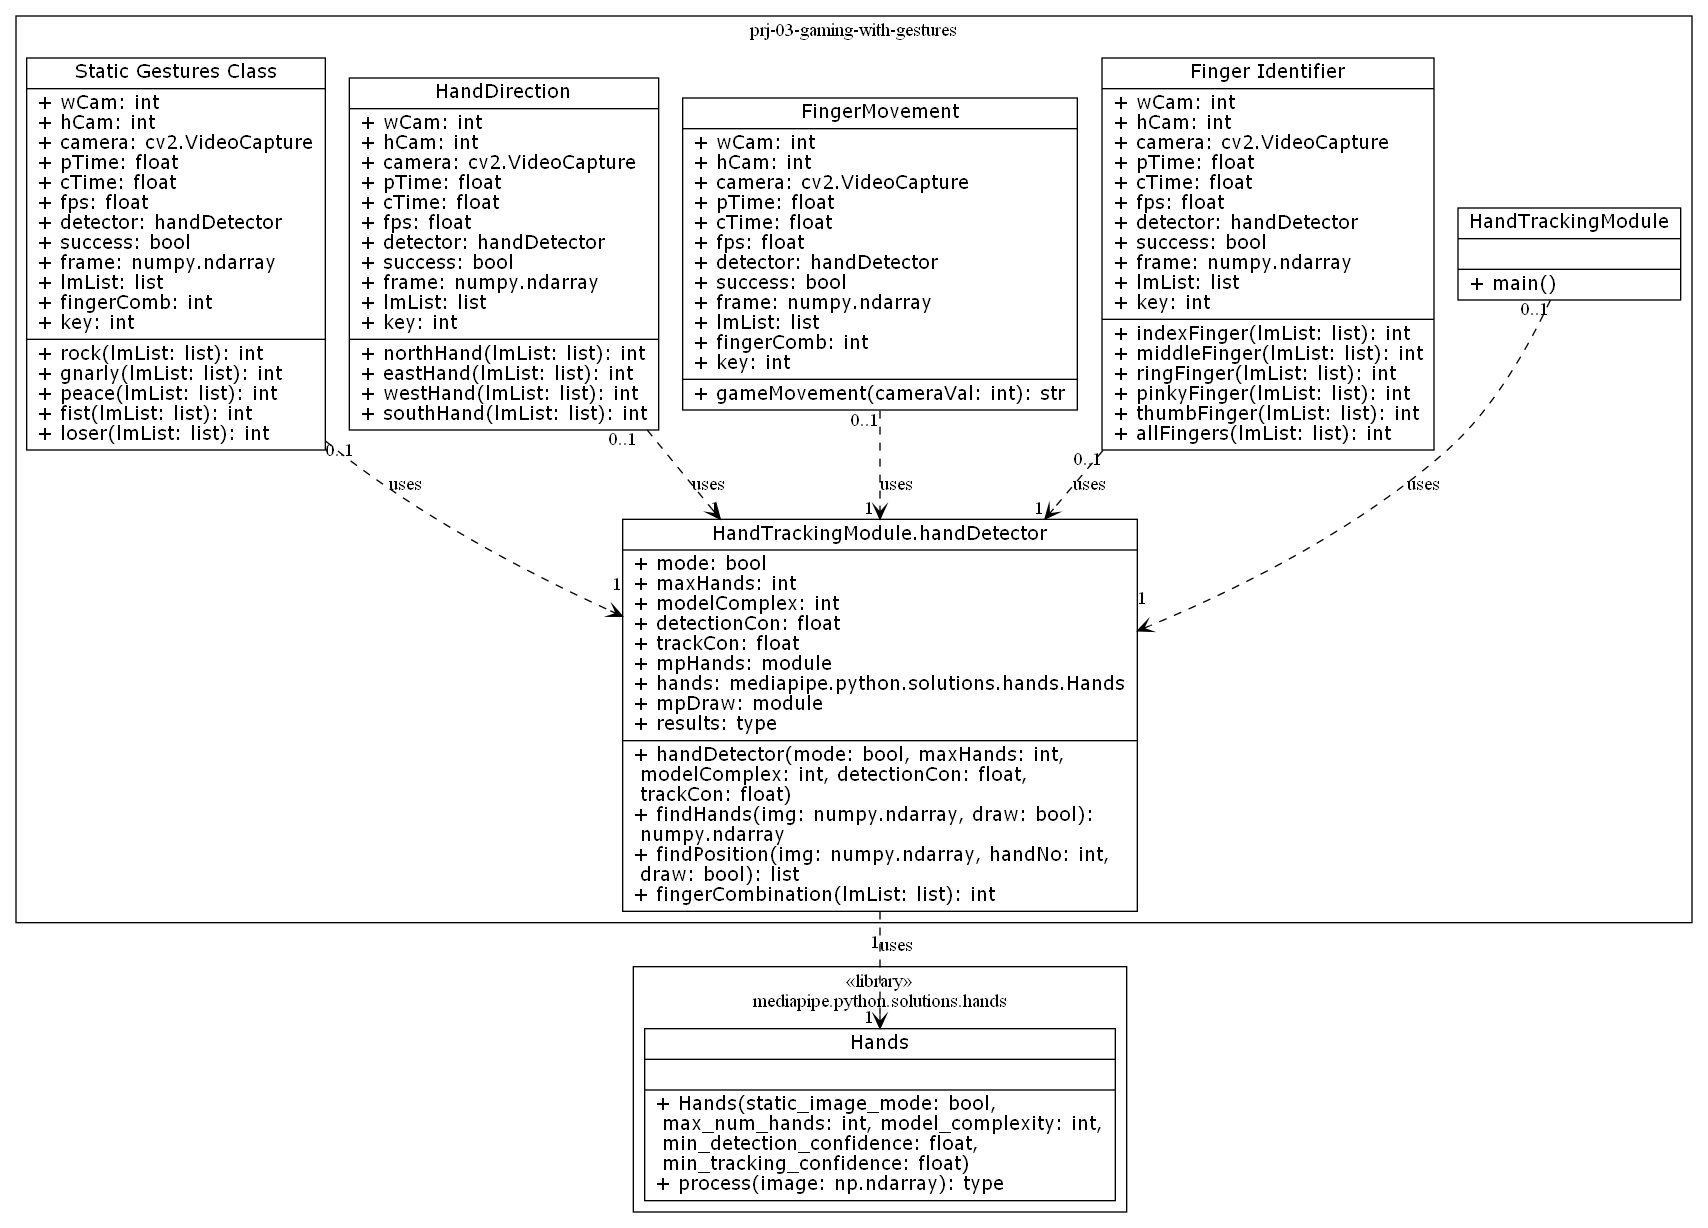 prj-03-gaming-with-gestures
Static Gestures Class
+ wCam: int
+ hCam: int
+ camera: cv2.VideoCapture
+ pTime: float
+ cTime: float
+ fps: float
+ detector: handDetector
+ success: bool
+ frame: numpy.ndarray
+ lmList: list
+ fingerComb: int
+ key: int
+ rock(lmList: list): int
+ gnarly(lmList: list): int
+ peace(lmList: list): int
+ fist(lmList: list): int
+ loser(lmList: list): int
HandDirection
+ wCam: int
+ hCam: int
+ camera: cv2.VideoCapture
+ pTime: float
+ cTime: float
+ fps: float
+ detector: handDetector
+ success: bool
+ frame: numpy.ndarray
+ lmList: list
+ key: int
+ northHand(lmList: list): int
+ eastHand(lmList: list): int
+ westHand(lmList: list): int
+ southHand(lmList: list): int
FingerMovement
+ wCam: int
+ hCam: int
+ camera: cv2.VideoCapture
+ pTime: float
+ cTime: float
+ fps: float
+ detector: handDetector
+ success: bool
+ frame: numpy.ndarray
+ lmList: list
+ fingerComb: int
+ key: int
+ gameMovement(cameraVal: int): str
Finger Identifier
+ wCam: int
+ hCam: int
+ camera: cv2.VideoCapture
+ pTime: float
+ cTime: float
+ fps: float
+ detector: handDetector
+ success: bool
+ frame: numpy.ndarray
+ lmList: list
+ key: int
+ indexFinger(lmList: list): int
+ middleFinger(lmList: list): int
+ ringFinger(lmList: list): int
+ pinkyFinger(lmList: list): int
+ thumbFinger(lmList: list): int
+ allFingers(lmList: list): int
HandTrackingModule
+ main()
0..1
0..1
0..1
0..1
0..1
uses
uses
uses
uses
uses
1
1
1
1
1
HandTrackingModule.handDetector
+ mode: bool
+ maxHands: int
+ modelComplex: int
+ detectionCon: float
+ trackCon: float
+ mpHands: module
+ hands: mediapipe.python.solutions.hands.Hands
+ mpDraw: module
+ results: type
+ handDetector(mode: bool, maxHands: int,
modelComplex: int, detectionCon: float,
trackCon: float)
+ findHands(img: numpy.ndarray, draw: bool):
numpy.ndarray
+ findPosition(img: numpy.ndarray, handNo: int,
draw: bool): list
+ fingerCombination(lmList: list): int
1
uses
«library»
mediapipe.python.solutions.hands
1
Hands
+ Hands(static_image_mode: bool,
max_num_hands: int, model_complexity: int,
min_detection_confidence: float,
min_tracking_confidence: float)
+ process(image: np.ndarray): type